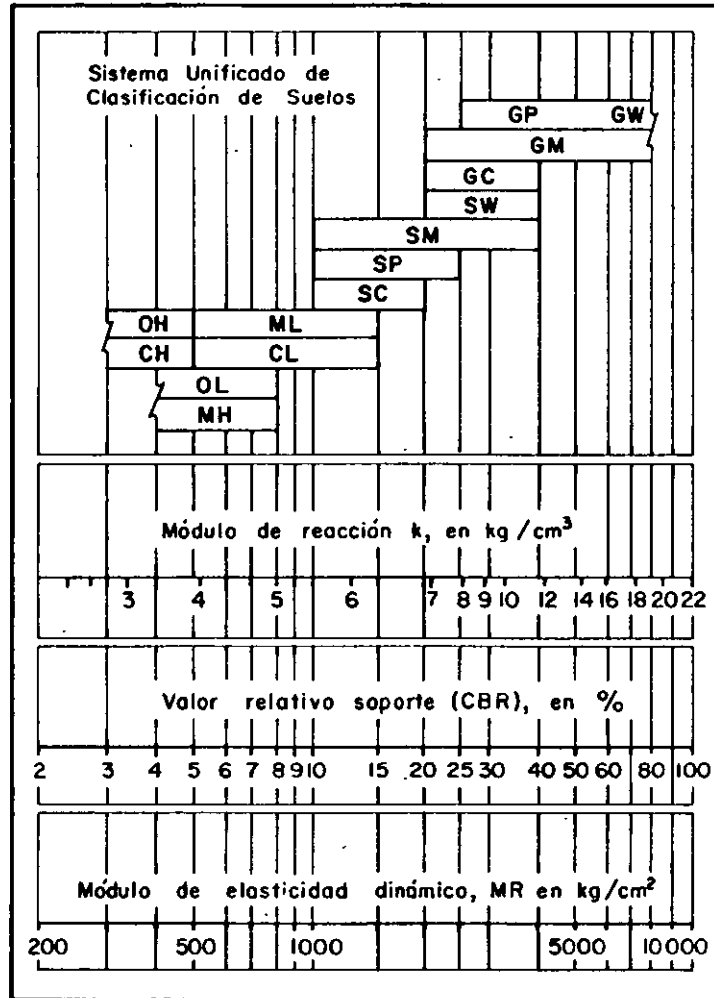 Sistema Unificado de
Clasificación de Suelos
GP GW
GM
GC
SW
SM
SP
SC
OH ML
CH CL
OL
MH
Módulo de reacción k, en kg/cm³
3 4 5 6 7 8 9 10 12 14 16 18 20 22
Valor relativo soporte (CBR), en %
2 3 4 5 6 7 8 9 10 15 20 25 30 40 50 60 80 100
Módulo de elasticidad dinámico, MR en kg/cm²
200 500 1000 5000 10000